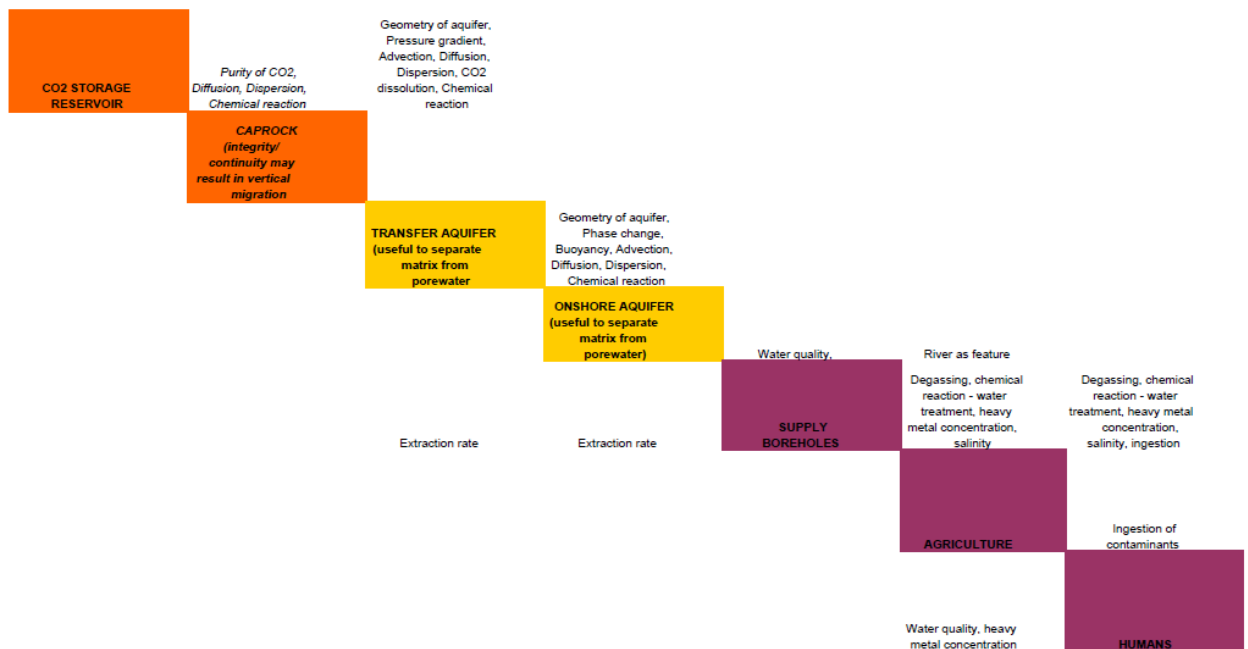 Geometry of aquifer,
Pressure gradient,
Advection, Diffusion,
Dispersion, CO2
dissolution, Chemical
reaction
Purity of CO2,
Diffusion, Dispersion,
Chemical reaction
CO2 STORAGE
RESERVOIR
CAPROCK
(integrity/
continuity may
result in vertical
migration
TRANSFER AQUIFER
(useful to separate
matrix from
porewater
Geometry of aquifer,
Phase change,
Buoyancy, Advection,
Diffusion, Dispersion,
Chemical reaction
ONSHORE AQUIFER
(useful to separate
matrix from
porewater)
Water quality,
River as feature
Extraction rate
Extraction rate
SUPPLY
BOREHOLES
Degassing, chemical
reaction - water
treatment, heavy
metal concentration,
salinity
Degassing, chemical
reaction - water
treatment, heavy metal
concentration,
salinity, ingestion
AGRICULTURE
Ingestion of
contaminants
Water quality, heavy
metal concentration
HUMANS